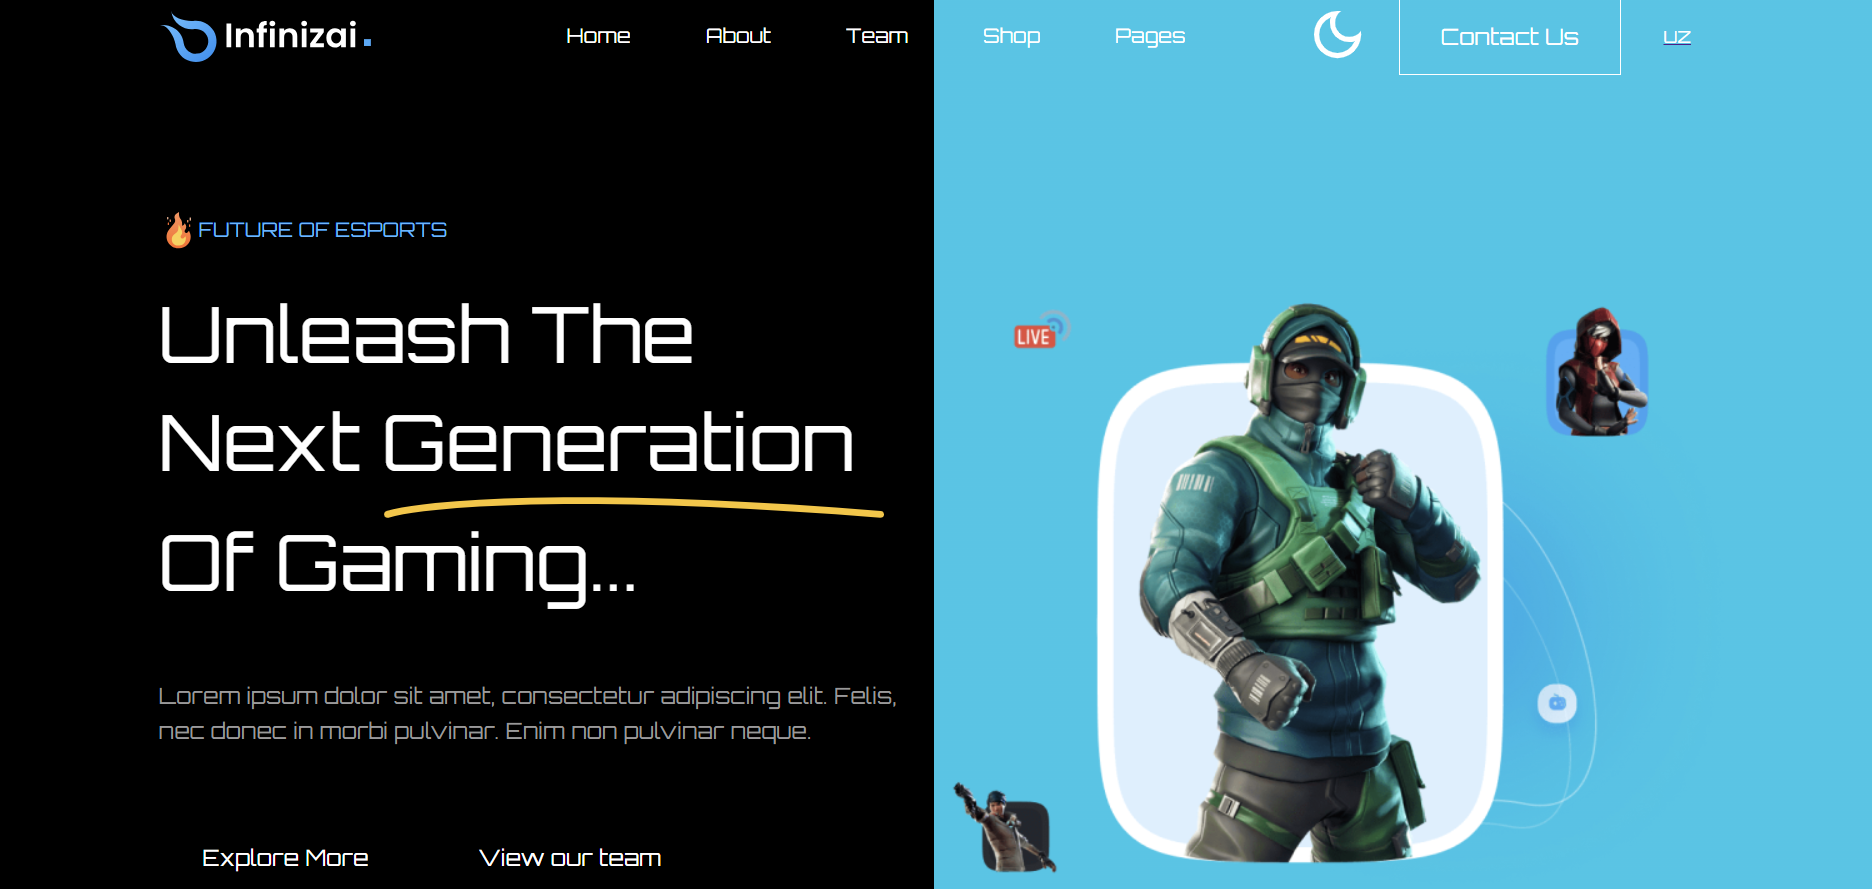 Infinizai.
Home
About
Team
Shop
Pages
Contact Us
uz
FUTURE OF ESPORTS
Unleash The
Next Generation
Of Gaming...
LIVE
Lorem ipsum dolor sit amet, consectetur adipiscing elit. Felis,
nec donec in morbi pulvinar. Enim non pulvinar neque.
Explore More
View our team